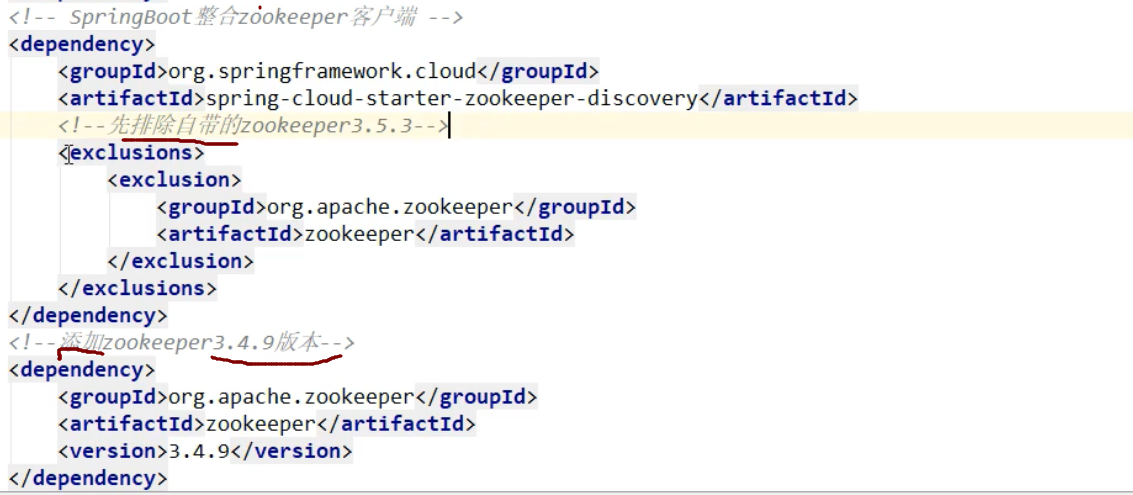 <!-- SpringBoot整合zookeeper客户端 -->
<dependency>
<groupId>org.springframework.cloud</groupId>
<artifactId>spring-cloud-starter-zookeeper-discovery</artifactId>
<!--先排除自带的zookeeper3.5.3-->
<exclusions>
<exclusion>
<groupId>org.apache.zookeeper</groupId>
<artifactId>zookeeper</artifactId>
</exclusion>
</exclusions>
</dependency>
<!--添加zookeeper3.4.9版本-->
<dependency>
<groupId>org.apache.zookeeper</groupId>
<artifactId>zookeeper</artifactId>
<version>3.4.9</version>
</dependency>